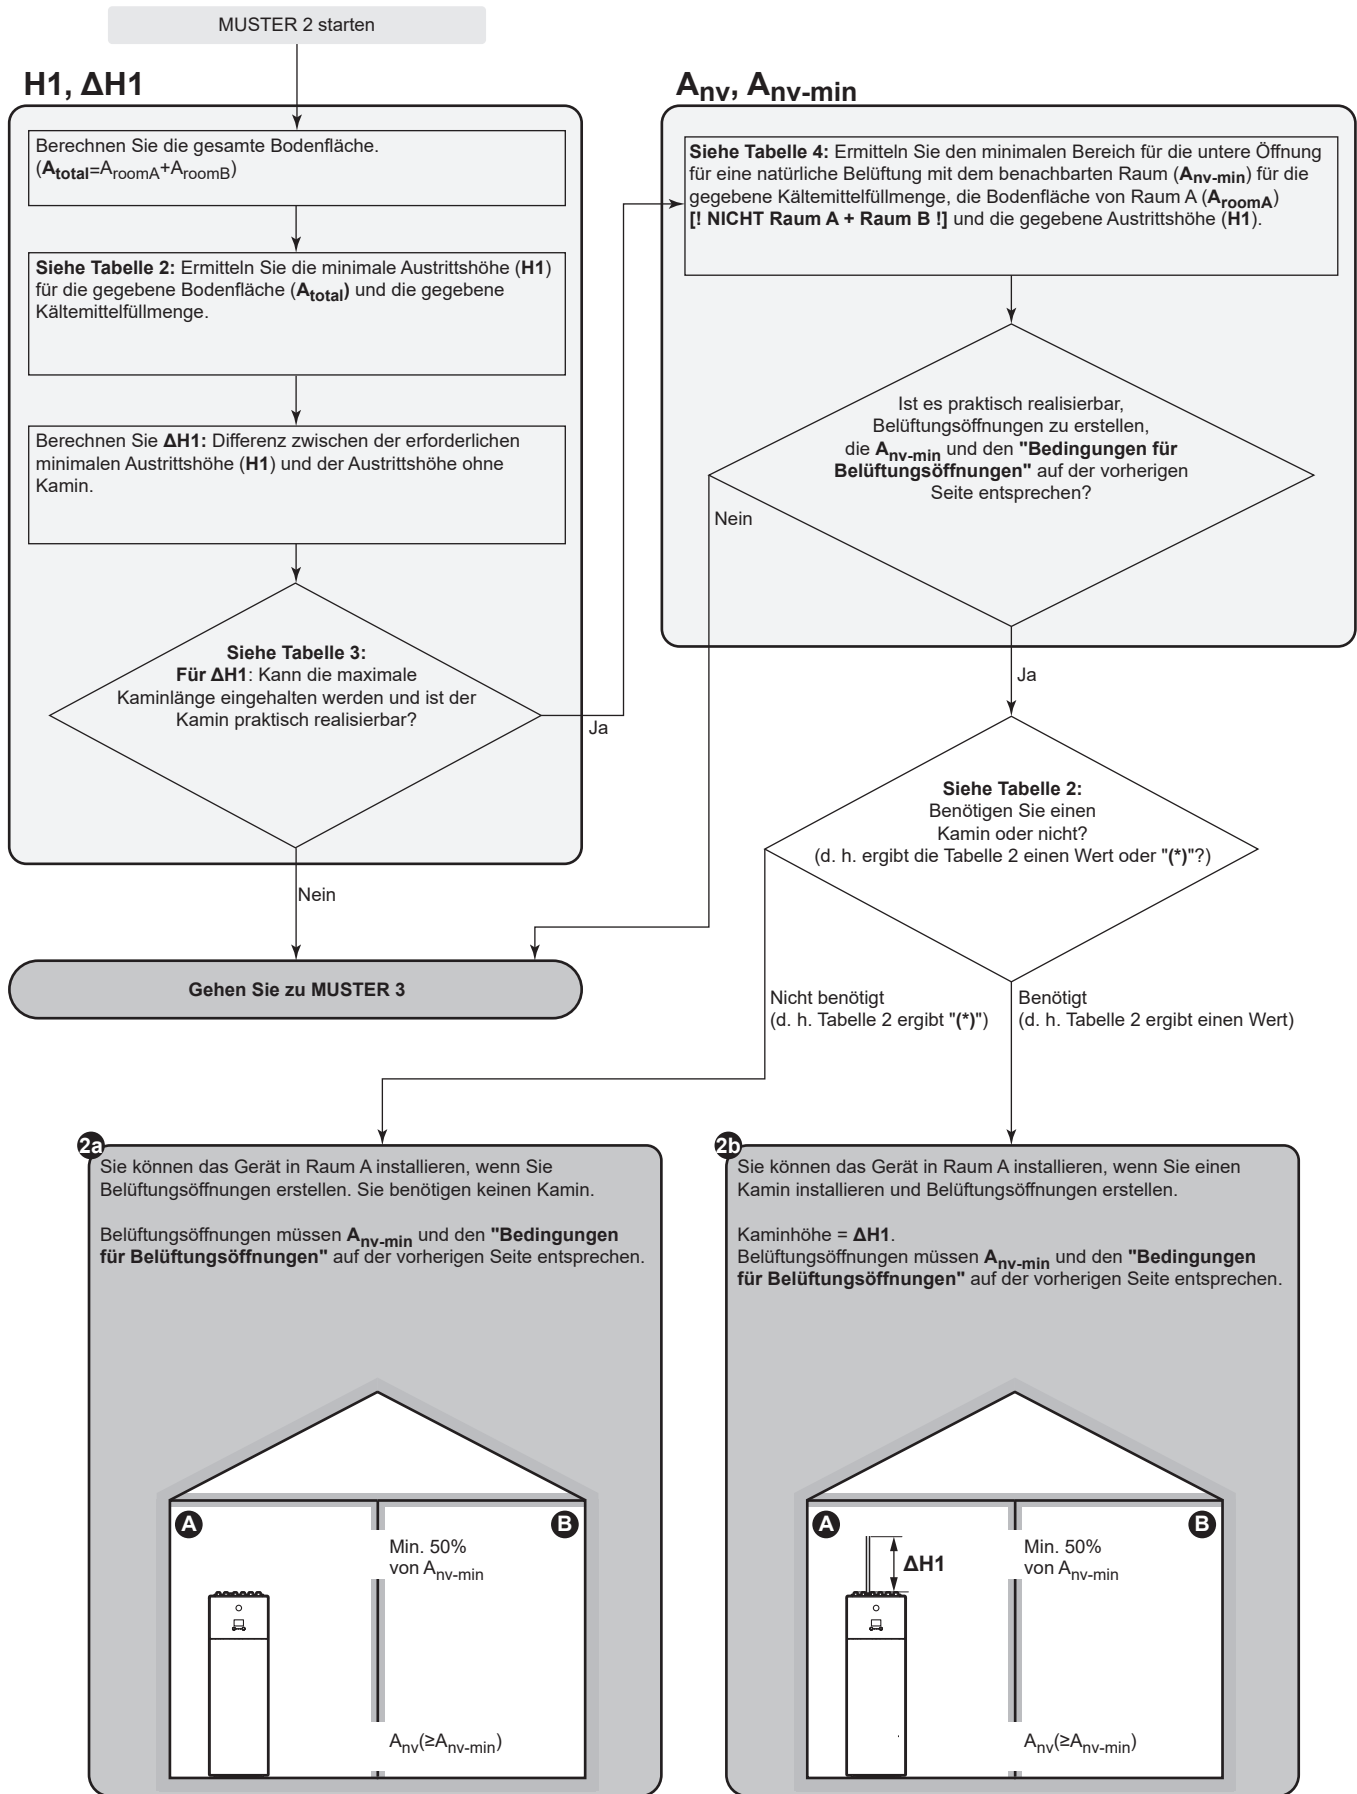 MUSTER 2 starten
H1, ΔH1
Berechnen Sie die gesamte Bodenfläche.
(Atotal=AroomA+AroomB)
Siehe Tabelle 2: Ermitteln Sie die minimale Austrittshöhe (H1)
für die gegebene Bodenfläche (Atotal) und die gegebene
Kältemittelfüllmenge.
Berechnen Sie ΔH1: Differenz zwischen der erforderlichen
minimalen Austrittshöhe (H1) und der Austrittshöhe ohne
Kamin.
Siehe Tabelle 3:
Für ΔH1: Kann die maximale
Kaminlänge eingehalten werden und ist der
Kamin praktisch realisierbar?
Ja
Nein
Gehen Sie zu MUSTER 3
Anv, Anv-min
Siehe Tabelle 4: Ermitteln Sie den minimalen Bereich für die untere Öffnung
für eine natürliche Belüftung mit dem benachbarten Raum (Anv-min) für die
gegebene Kältemittelfüllmenge, die Bodenfläche von Raum A (AroomA)
[! NICHT Raum A + Raum B !] und die gegebene Austrittshöhe (H1).
Ist es praktisch realisierbar,
Belüftungsöffnungen zu erstellen,
die Anv-min und den "Bedingungen für
Belüftungsöffnungen" auf der vorherigen
Seite entsprechen?
Nein
Ja
Siehe Tabelle 2:
Benötigen Sie einen
Kamin oder nicht?
(d. h. ergibt die Tabelle 2 einen Wert oder "(*)"?)
Nicht benötigt
(d. h. Tabelle 2 ergibt "(*)")
Benötigt
(d. h. Tabelle 2 ergibt einen Wert)
2a
Sie können das Gerät in Raum A installieren, wenn Sie
Belüftungsöffnungen erstellen. Sie benötigen keinen Kamin.
Belüftungsöffnungen müssen Anv-min und den "Bedingungen
für Belüftungsöffnungen" auf der vorherigen Seite entsprechen.
A
B
Min. 50%
von Anv-min
Anv(≥Anv-min)
2b
Sie können das Gerät in Raum A installieren, wenn Sie einen
Kamin installieren und Belüftungsöffnungen erstellen.
Kaminhöhe = ΔH1.
Belüftungsöffnungen müssen Anv-min und den "Bedingungen
für Belüftungsöffnungen" auf der vorherigen Seite entsprechen.
A
B
ΔH1
Min. 50%
von Anv-min
Anv(≥Anv-min)